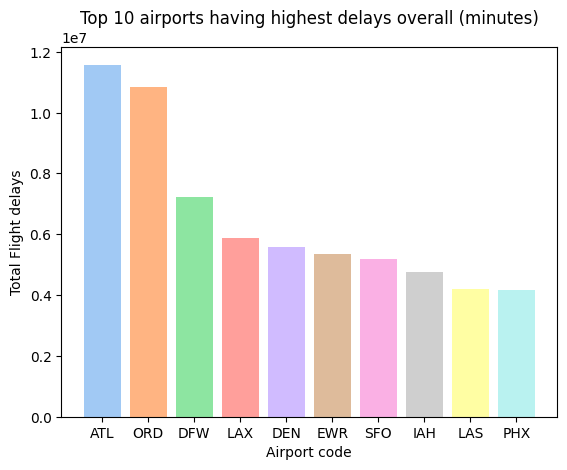 Top 10 airports having highest delays overall (minutes)
1e7
1.2
1.0
0.8
0.6
0.4
0.2
0.0
Total Flight delays
ATL ORD DFW LAX DEN EWR SFO IAH LAS PHX
Airport code